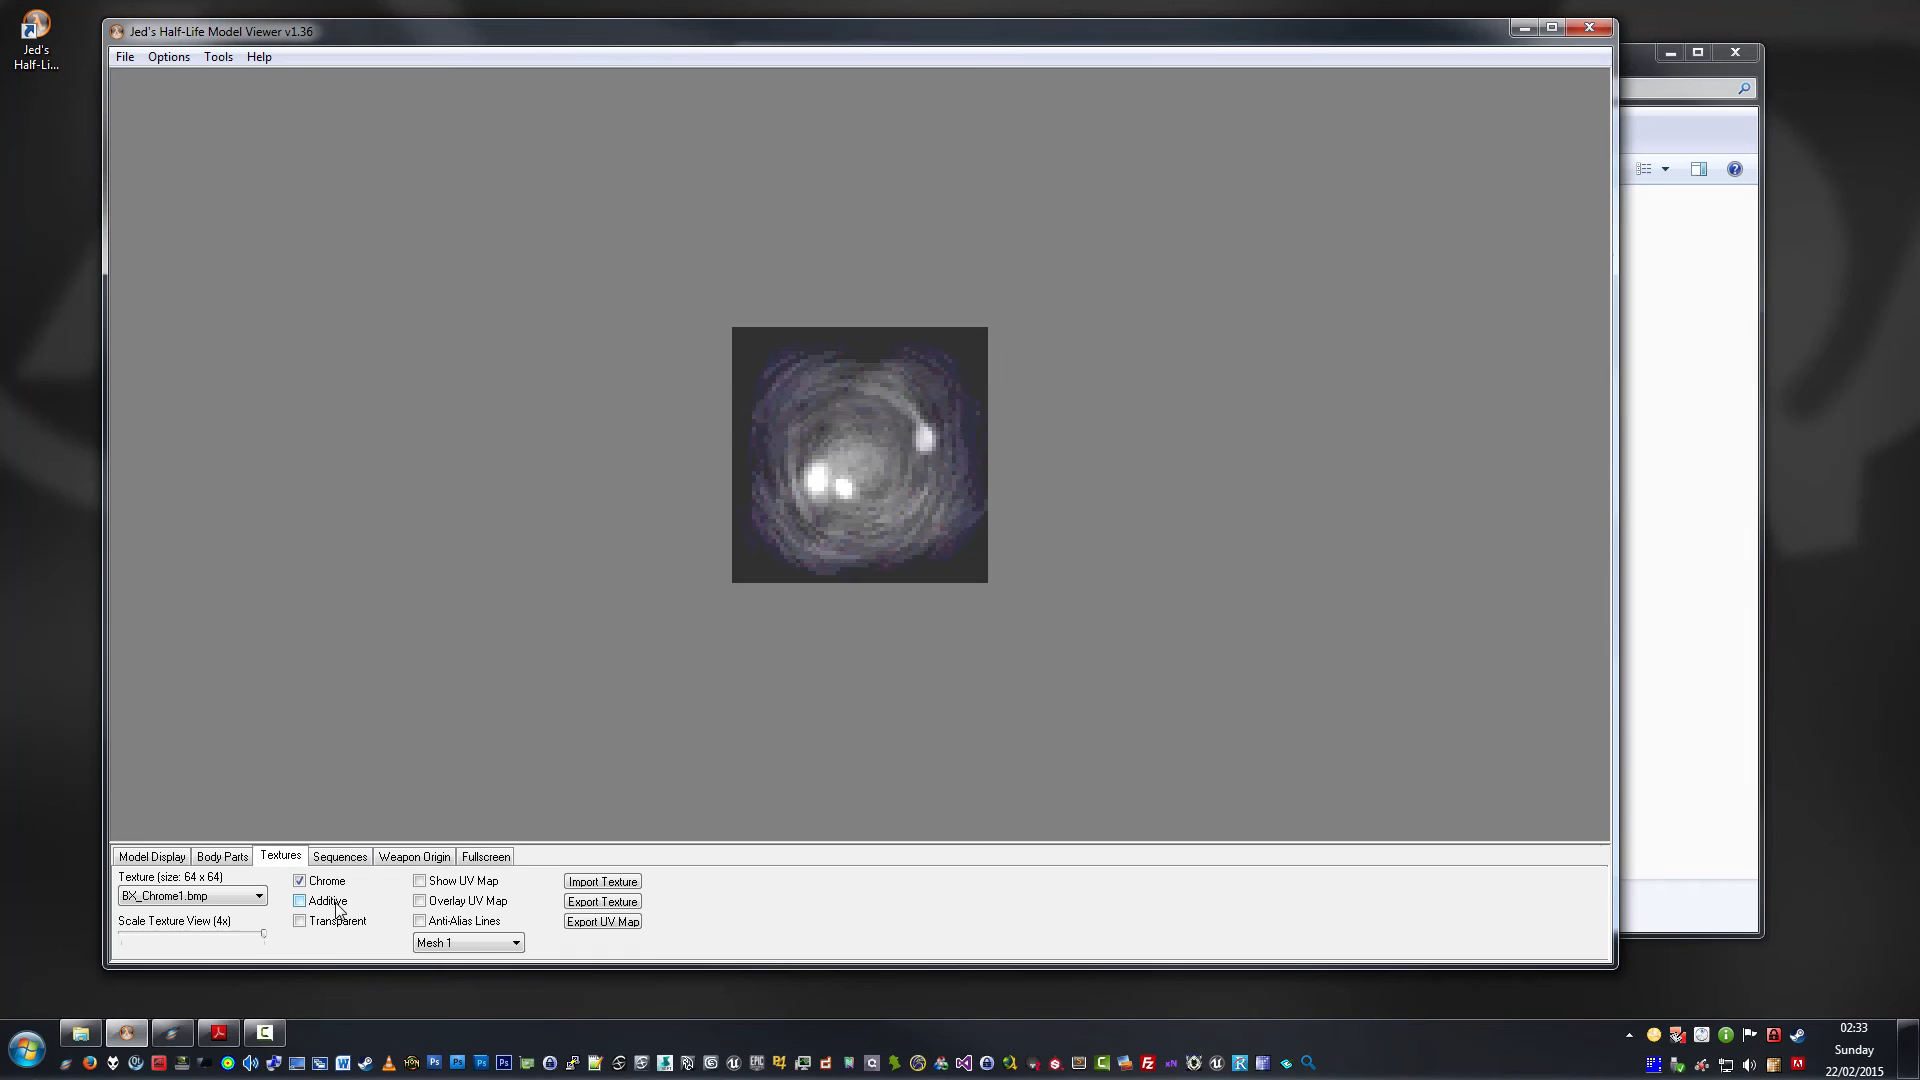 Jed's
Half-Li...
Jed's Half-Life Model Viewer v1.36
File Options Tools Help
Model Display Body Parts Textures Sequences Weapon Origin Fullscreen
Texture (size: 64 x 64)
BX_Chrome1.bmp
Scale Texture View (4x)
Chrome
Additive
Transparent
Show UV Map
Overlay UV Map
Anti-Alias Lines
Mesh 1
Import Texture
Export Texture
Export UV Map
02:33
Sunday
22/02/2015